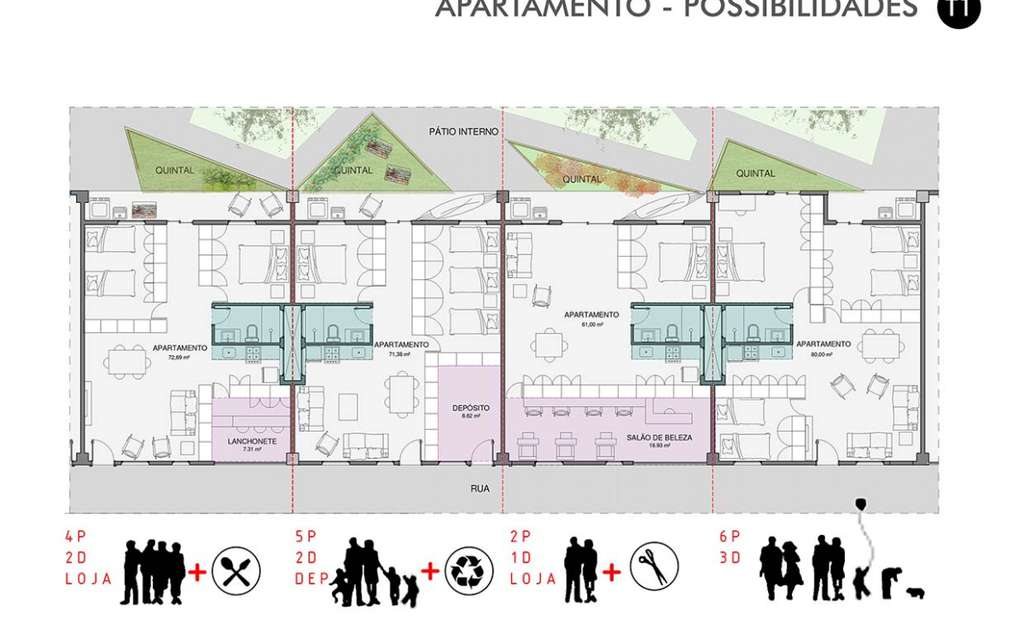 APARTAMENTO - POSSIBILIDADES 11
PÁTIO INTERNO
QUINTAL
QUINTAL
QUINTAL
QUINTAL
APARTAMENTO
72,69 m²
APARTAMENTO
71,38 m²
APARTAMENTO
61,00 m²
APARTAMENTO
80,00 m²
LANCHONETE
7.31 m²
DEPÓSITO
8.62 m²
SALÃO DE BELEZA
18.93 m²
RUA
4P
2D
LOJA
5P
2D
DEP
2P
1D
LOJA
6P
3D